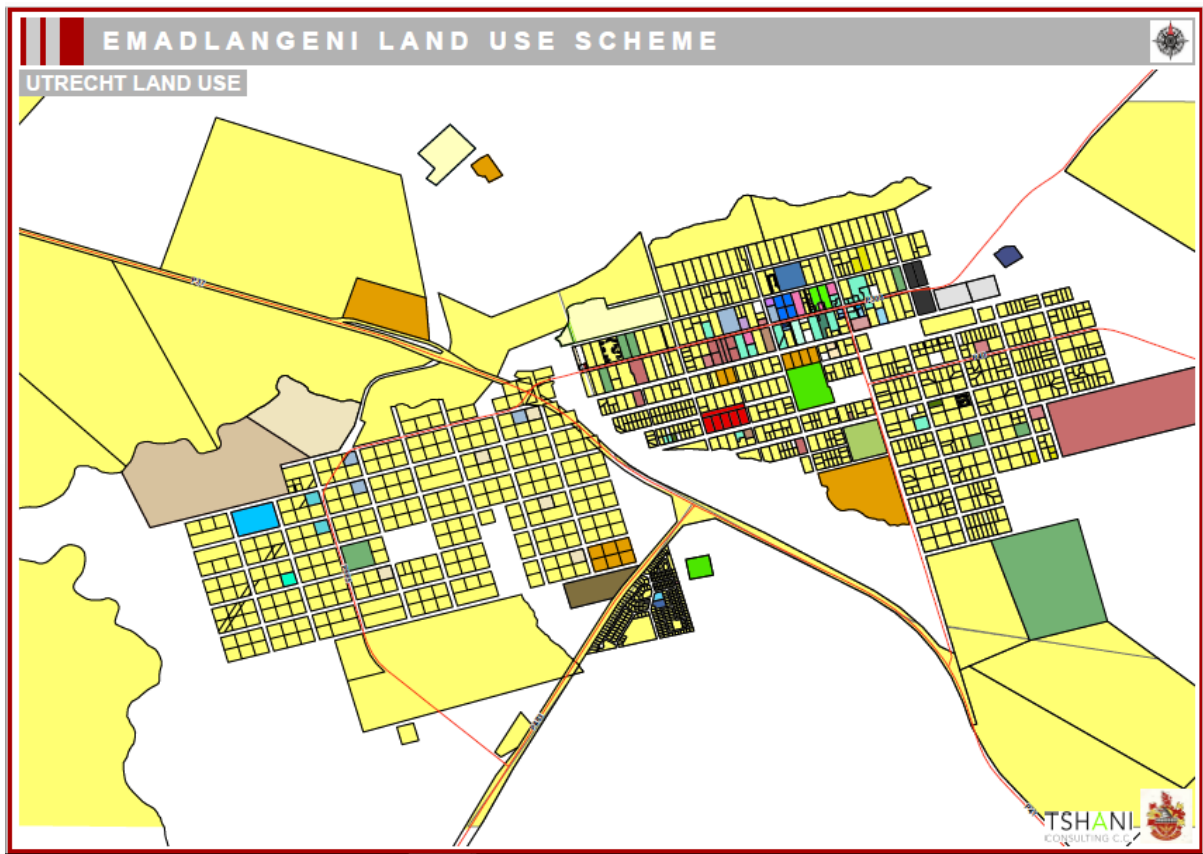 EMADLANGENI LAND USE SCHEME
UTRECHT LAND USE
TSHANI
CONSULTING C.C.